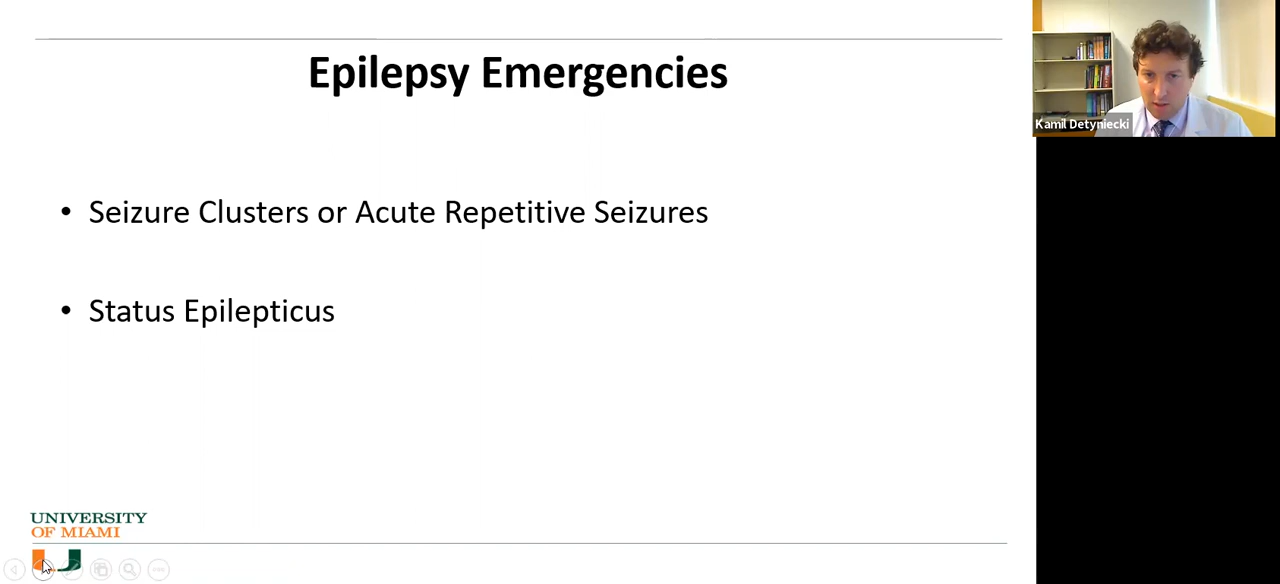 Epilepsy Emergencies
Kamil Detyniecki
• Seizure Clusters or Acute Repetitive Seizures
• Status Epilepticus
UNIVERSITY
OF MIAMI